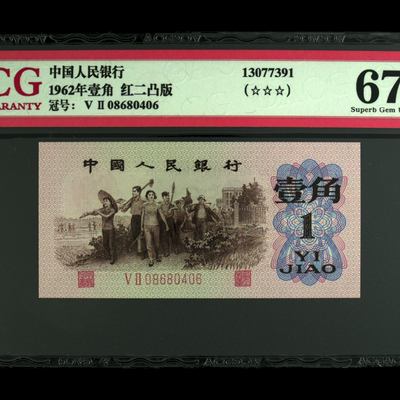 CG
ARANTY
中国人民银行
1962年壹角 红二凸版
冠号: V II 08680406
13077391
(☆☆☆)
67
Superb Gem
中國人民銀行
壹角
1
YI
JIAO
V II 08680406